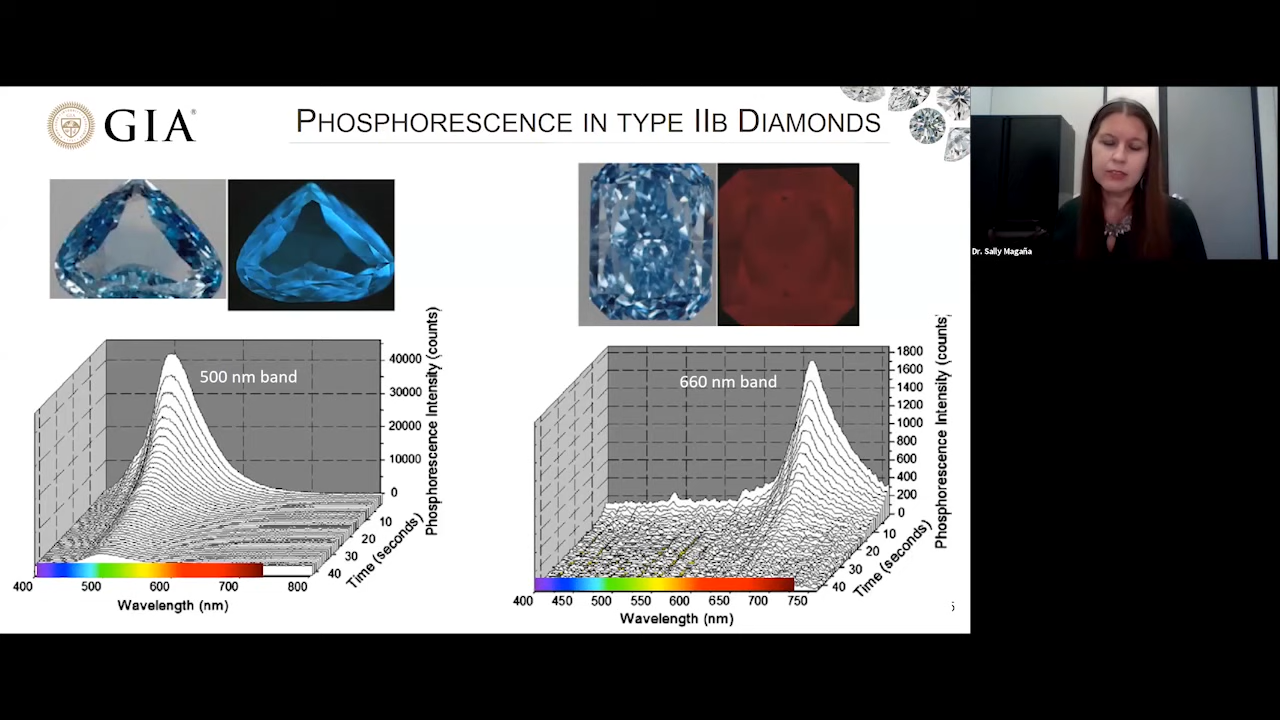 GIA®
PHOSPHORESCENCE IN TYPE IIB DIAMONDS
Dr. Sally Magaña
500 nm band
40000
30000
20000
10000
0
Phosphorescence Intensity (counts)
10
20
30
40
Time (seconds)
400 500 600 700 800
Wavelength (nm)
660 nm band
1800
1600
1400
1200
1000
800
600
400
200
0
Phosphorescence Intensity (counts)
10
20
30
40
Time (seconds)
400 450 500 550 600 650 700 750
Wavelength (nm)